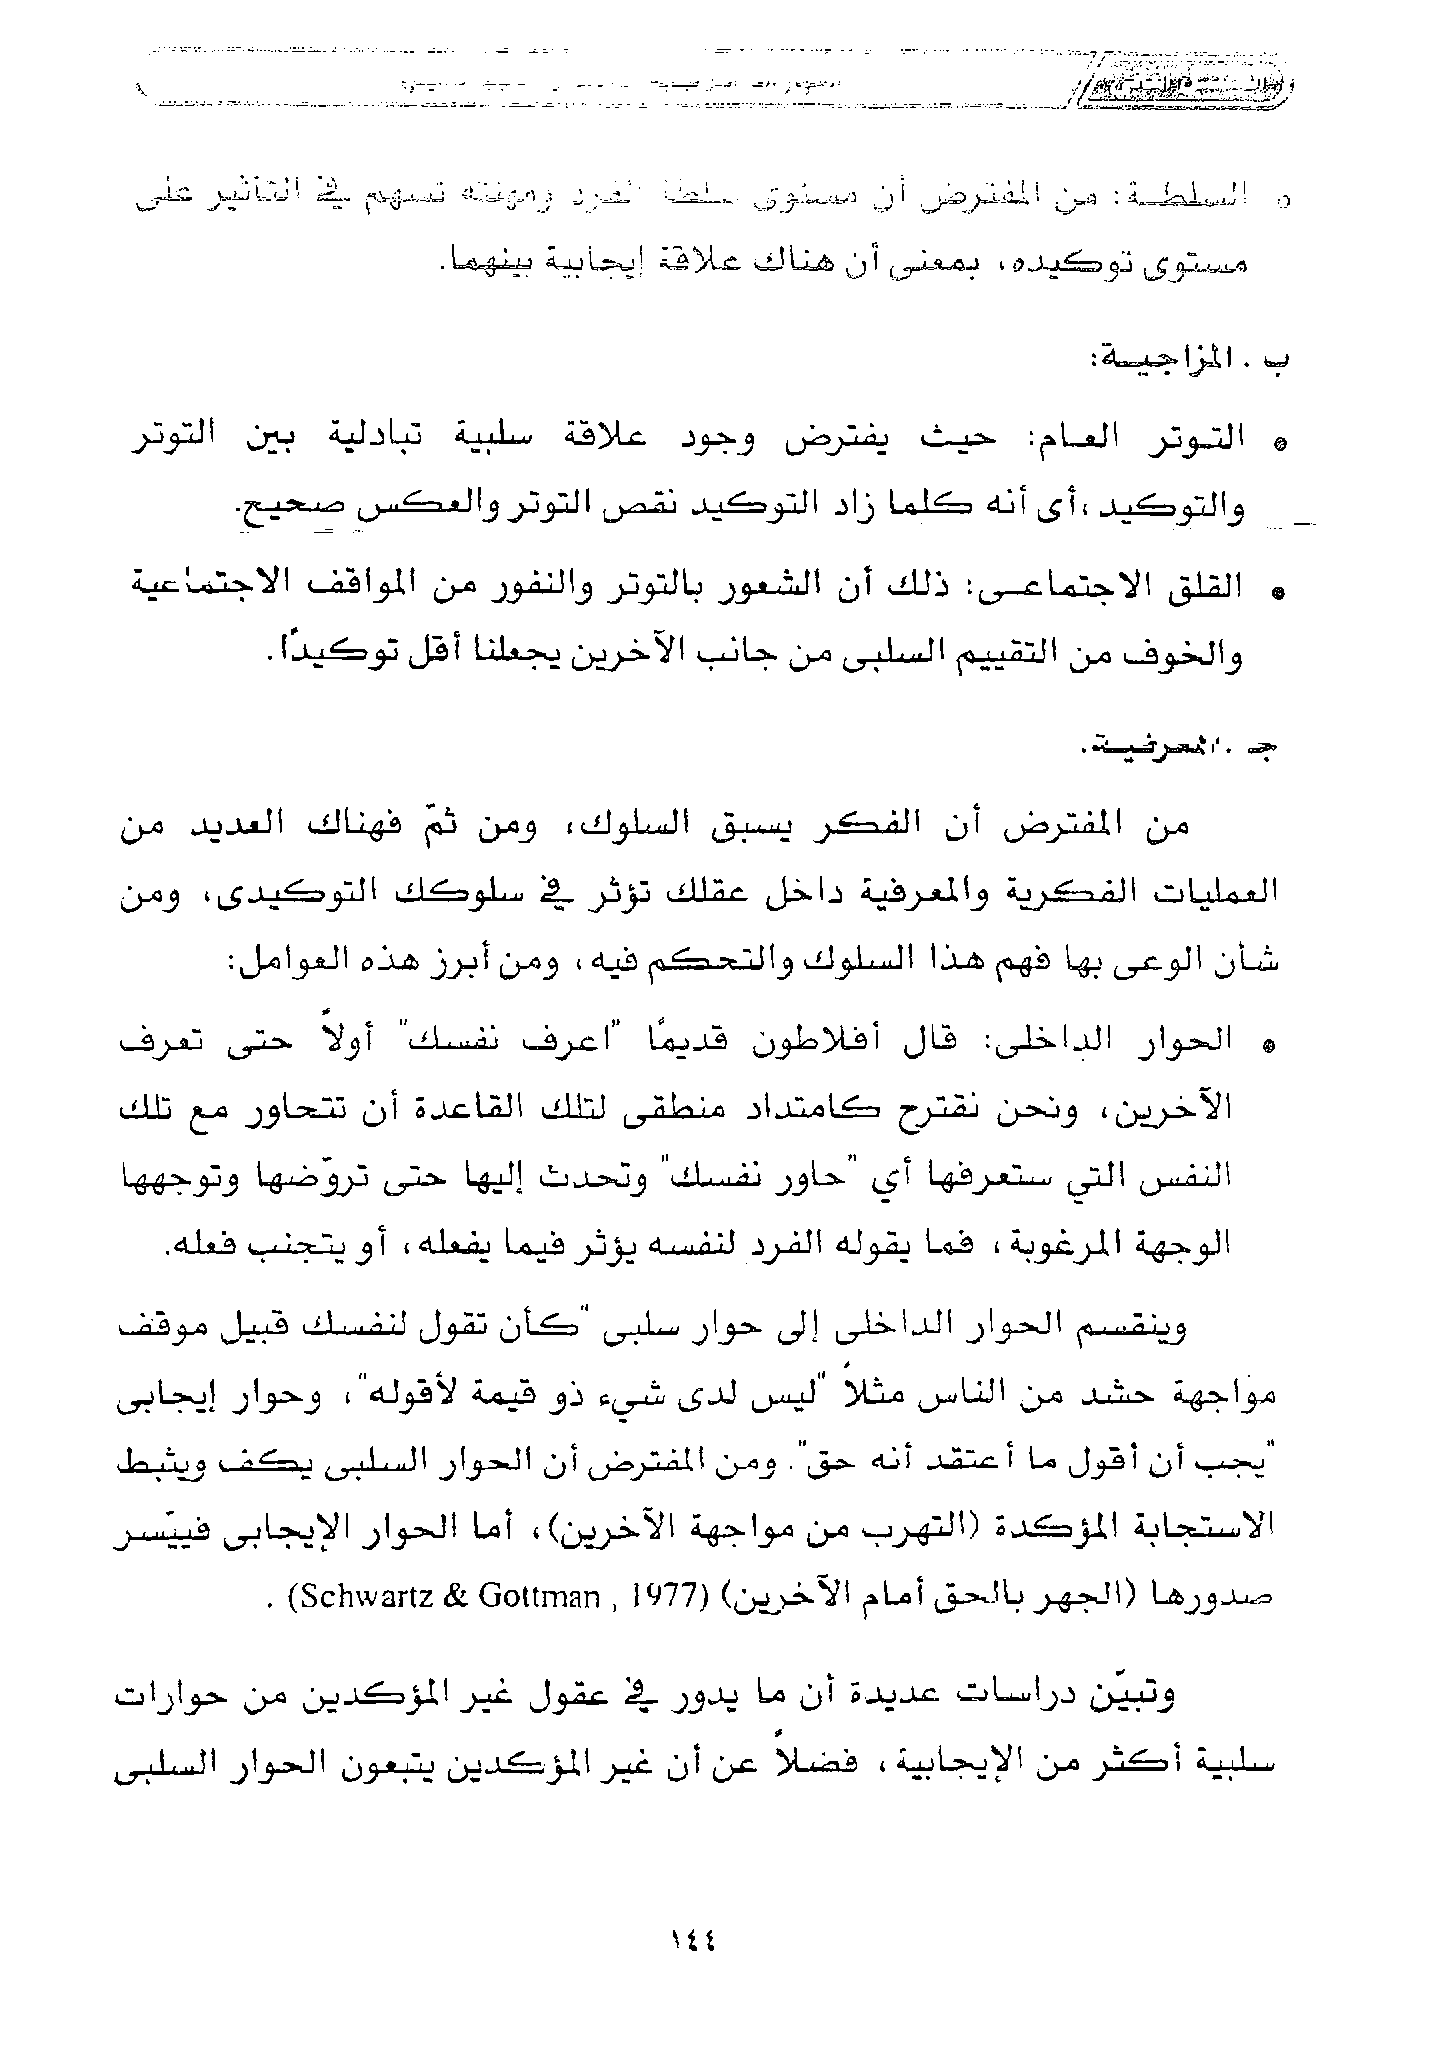 السلطة: من المفترض أن مستوى سلطة الفرد ومهنته تسهم في التأثير على
مستوى توكيده، بمعنى أن هناك علاقة إيجابية بينهما.
ب. المزاجية:
• التوتر العام: حيث يفترض وجود علاقة سلبية تبادلية بين التوتر
والتوكيد، أى أنه كلما زاد التوكيد نقص التوتر والعكس صحيح.
• القلق الاجتماعى: ذلك أن الشعور بالتوتر والنفور من المواقف الاجتماعية
والخوف من التقييم السلبى من جانب الآخرين يجعلنا أقل توكيدًا.
جـ. المعرفية.
من المفترض أن الفكر يسبق السلوك، ومن ثمّ فهناك العديد من
العمليات الفكرية والمعرفية داخل عقلك تؤثر في سلوكك التوكيدى، ومن
شأن الوعى بها فهم هذا السلوك والتحكم فيه، ومن أبرز هذه العوامل:
• الحوار الداخلى: قال أفلاطون قديمًا "اعرف نفسك" أولاً حتى تعرف
الآخرين، ونحن نقترح كامتداد منطقى لتلك القاعدة أن تتحاور مع تلك
النفس التي ستعرفها أي "حاور نفسك" وتحدث إليها حتى تروّضها وتوجهها
الوجهة المرغوبة، فما يقوله الفرد لنفسه يؤثر فيما يفعله، أو يتجنب فعله.
وينقسم الحوار الداخلى إلى حوار سلبى "كأن تقول لنفسك قبيل موقف
مواجهة حشد من الناس مثلاً "ليس لدى شيء ذو قيمة لأقوله"، وحوار إيجابى
"يجب أن أقول ما أعتقد أنه حق". ومن المفترض أن الحوار السلبى يكف ويثبط
الاستجابة المؤكدة (التهرب من مواجهة الآخرين)، أما الحوار الإيجابى فييّسر
صدورها (الجهر بالحق أمام الآخرين) (Schwartz & Gottman , 1977) .
وتبيّن دراسات عديدة أن ما يدور في عقول غير المؤكدين من حوارات
سلبية أكثر من الإيجابية، فضلاً عن أن غير المؤكدين يتبعون الحوار السلبى
١٤٤